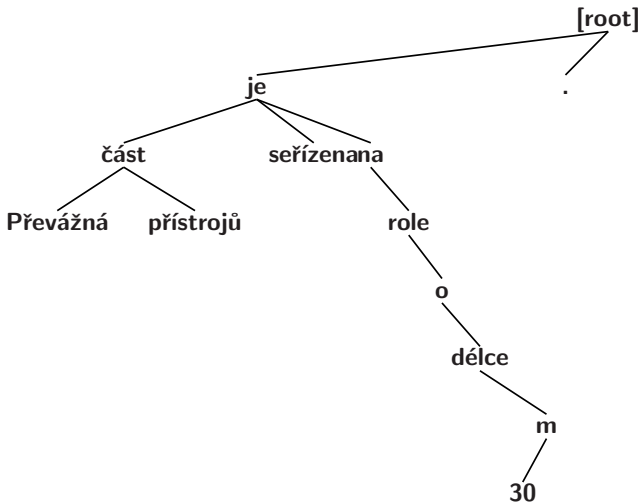 [root]
je .
část seřízenana
Převážná přístrojů role
o
délce
m
30